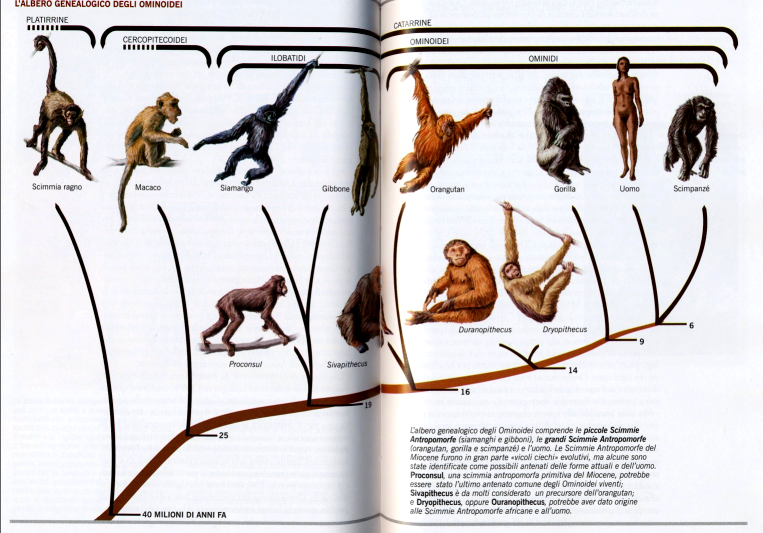 L'ALBERO GENEALOGICO DEGLI OMINOIDEI
PLATIRRINE
CATARRINE
CERCOPITECOIDEI
OMINOIDEI
ILOBATIDI
OMINIDI
Scimmia ragno
Macaco
Siamango
Gibbone
Orangutan
Gorilla
Uomo
Scimpanzé
Proconsul
Sivapithecus
Duranopithecus
Dryopithecus
6
9
14
16
19
25
40 MILIONI DI ANNI FA
L'albero genealogico degli Ominoidei comprende le piccole Scimmie
Antropomorfe (siamanghi e gibboni), le grandi Scimmie Antropomorfe
(orangutan, gorilla e scimpanzé) e l'uomo. Le Scimmie Antropomorfe del
Miocene furono in gran parte «vicoli ciechi» evolutivi, ma alcune sono
state identificate come possibili antenati delle forme attuali e dell'uomo.
Proconsul, una scimmia antropomorfa primitiva del Miocene, potrebbe
essere stato l'ultimo antenato comune degli Ominoidei viventi;
Sivapithecus è da molti considerato un precursore dell'orangutan;
e Dryopithecus, oppure Ouranopithecus, potrebbe aver dato origine
alle Scimmie Antropomorfe africane e all'uomo.